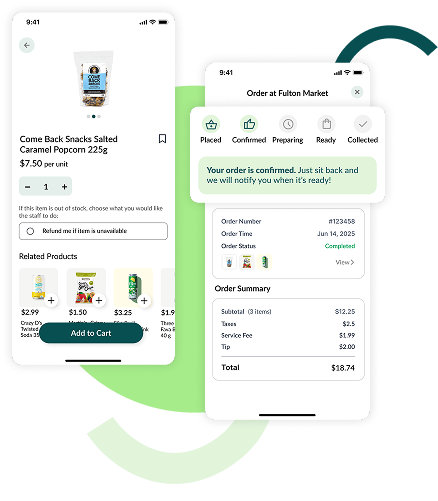 9:41
COME BACK SNACKS
Come Back Snacks Salted
Caramel Popcorn 225g
$7.50 per unit
− 1 +
If this item is out of stock, choose what you would like
the staff to do:
Refund me if item is unavailable
Related Products
$2.99 $1.50 $3.25 $1.9
Crazy D's
Twisted
Soda 35
Three
Fava B
40 g
Add to Cart
9:41
Order at Fulton Market
Placed Confirmed Preparing Ready Collected
Your order is confirmed. Just sit back and
we will notify you when it's ready!
Order Number #123458
Order Time Jun 14, 2025
Order Status Completed
View >
Order Summary
Subtotal (3 items) $12.25
Taxes $2.5
Service Fee $1.99
Tip $2.00
Total $18.74